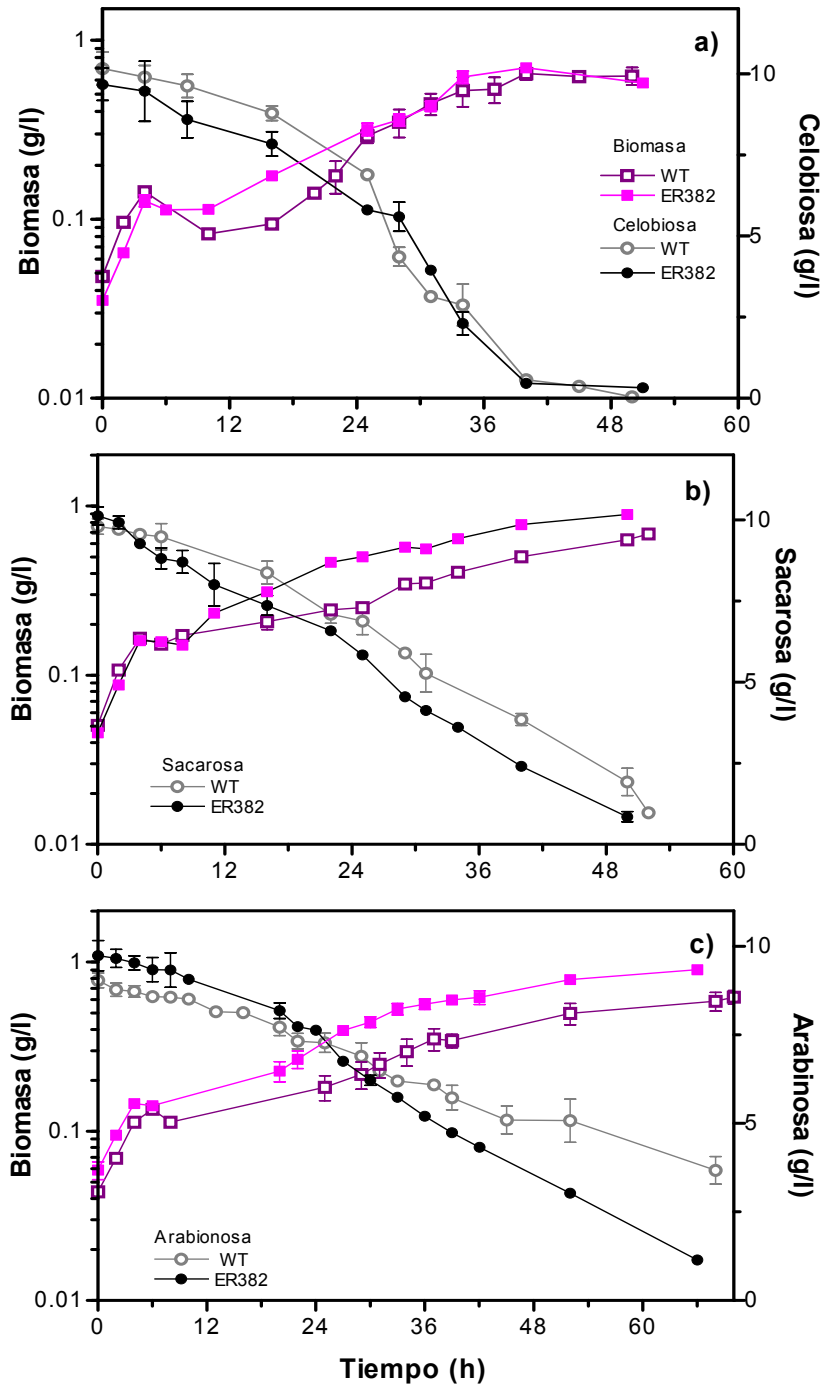 a)
1
0.1
0.01
Biomasa (g/l)
10
5
0
Celobiosa (g/l)
Biomasa
WT
ER382
Celobiosa
WT
ER382
0 12 24 36 48 60
b)
1
0.1
0.01
Biomasa (g/l)
10
5
0
Sacarosa (g/l)
Sacarosa
WT
ER382
0 12 24 36 48 60
c)
1
0.1
0.01
Biomasa (g/l)
10
5
0
Arabinosa (g/l)
Arabionosa
WT
ER382
0 12 24 36 48 60
Tiempo (h)